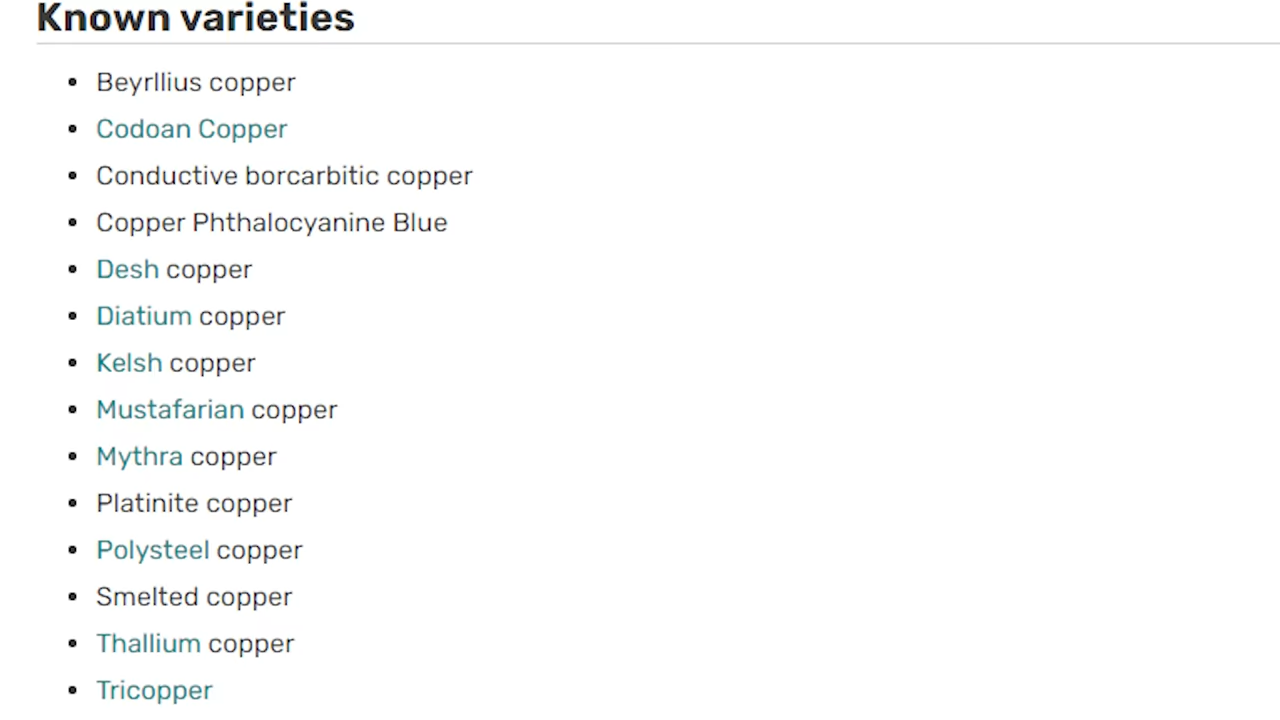 Known varieties
Beyrllius copper
Codoan Copper
Conductive borcarbitic copper
Copper Phthalocyanine Blue
Desh copper
Diatium copper
Kelsh copper
Mustafarian copper
Mythra copper
Platinite copper
Polysteel copper
Smelted copper
Thallium copper
Tricopper